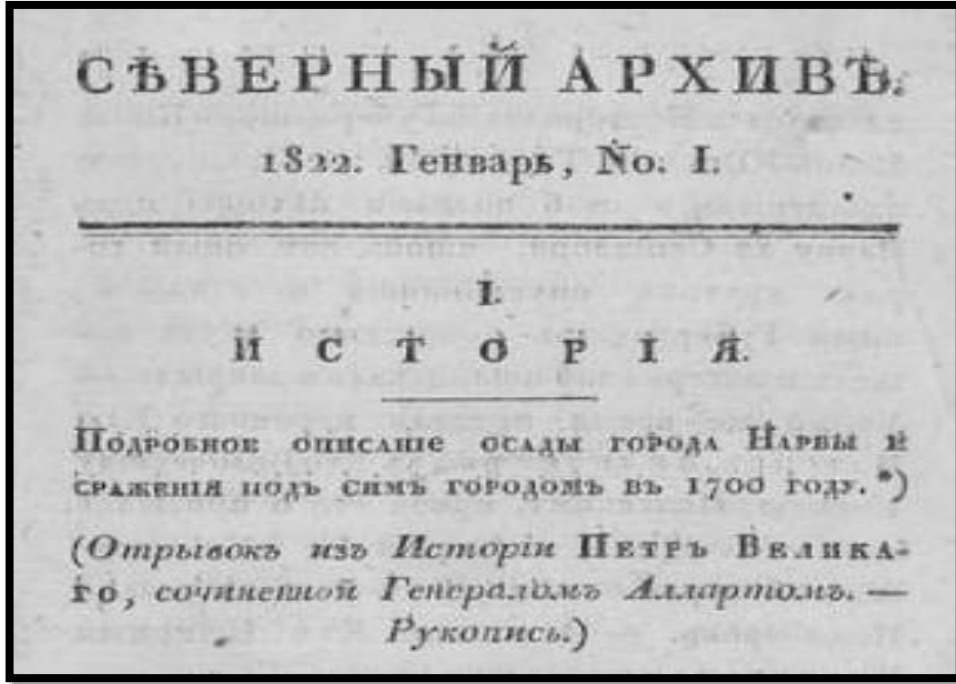 СѢВЕРНЫЙ АРХИВЪ.
1822. Генварь, No. I.
I.
ИСТОРІЯ.
Подробное описаніе осады города Нарвы и
сраженія подъ симъ городомъ въ 1700 году. *)
(Отрывокъ изъ Исторіи Петръ Велика-
го, сочиненной Генераломъ Аллартомъ. —
Рукопись.)